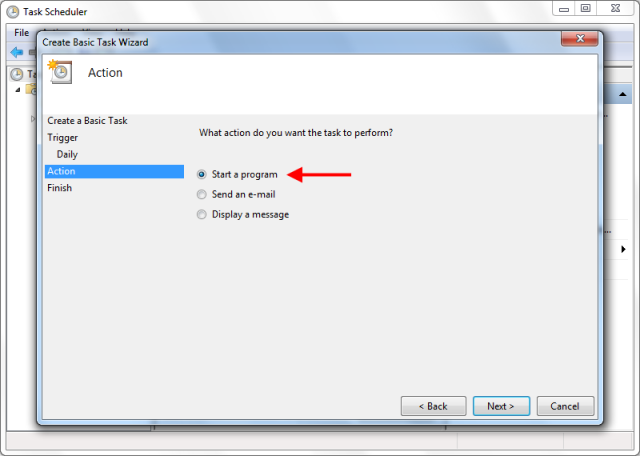 Task Scheduler
File
Create Basic Task Wizard
Action
Create a Basic Task
Trigger
Daily
Action
Finish
What action do you want the task to perform?
Start a program
Send an e-mail
Display a message
< Back
Next >
Cancel